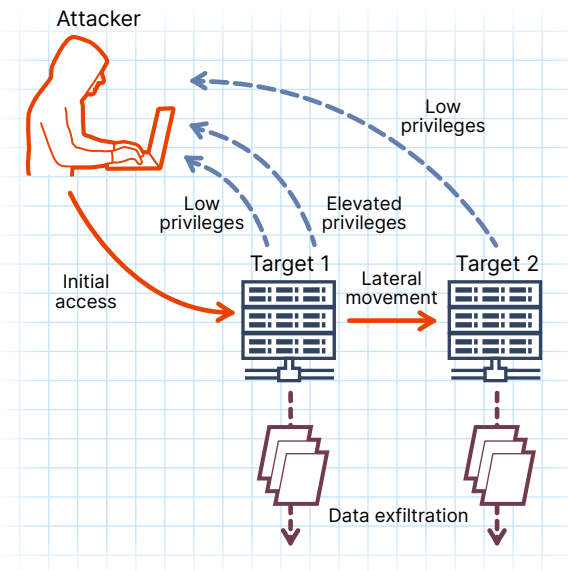 Attacker
Low
privileges
Low
privileges
Elevated
privileges
Target 1
Target 2
Initial
access
Lateral
movement
Data exfiltration